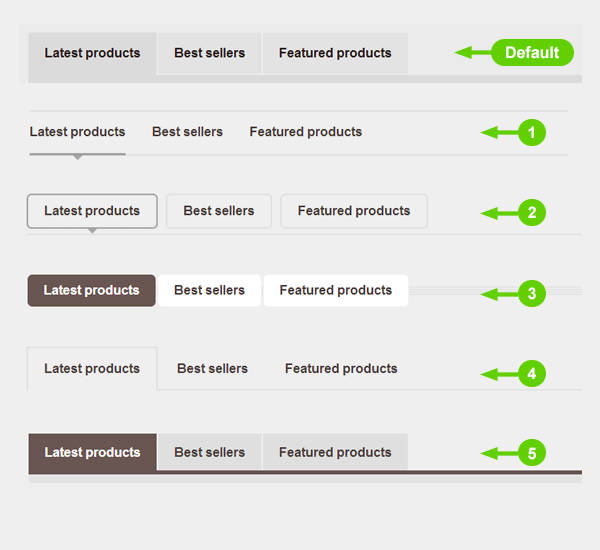 Latest products Best sellers Featured products Default
Latest products Best sellers Featured products 1
Latest products Best sellers Featured products 2
Latest products Best sellers Featured products 3
Latest products Best sellers Featured products 4
Latest products Best sellers Featured products 5